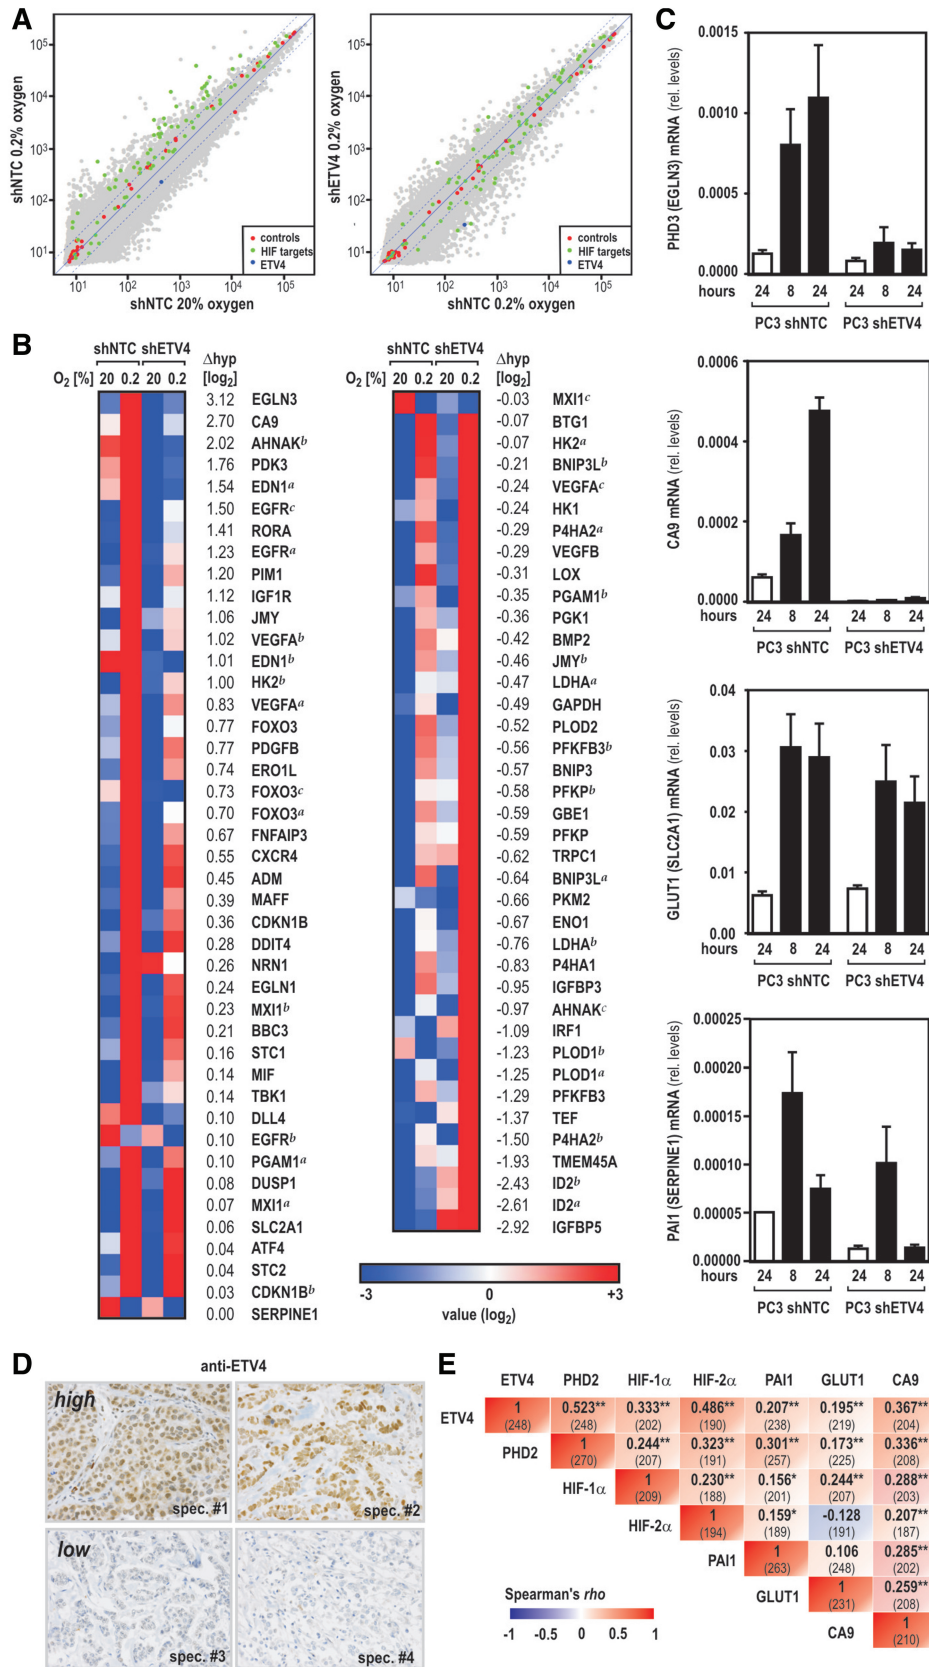 A
shNTC 0.2% oxygen
10⁵
10⁴
10³
10²
10¹
controls
HIF targets
ETV4
10¹ 10² 10³ 10⁴ 10⁵
shNTC 20% oxygen
shETV4 0.2% oxygen
10⁵
10⁴
10³
10²
10¹
controls
HIF targets
ETV4
10¹ 10² 10³ 10⁴ 10⁵
shNTC 0.2% oxygen
B
shNTC shETV4 Δhyp
O₂ [%] 20 0.2 20 0.2 [log₂]
3.12 EGLN3
2.70 CA9
2.02 AHNAKᵇ
1.76 PDK3
1.54 EDN1ᵃ
1.50 EGFRᶜ
1.41 RORA
1.23 EGFRᵃ
1.20 PIM1
1.12 IGF1R
1.06 JMY
1.02 VEGFAᵇ
1.01 EDN1ᵇ
1.00 HK2ᵇ
0.83 VEGFAᵃ
0.77 FOXO3
0.77 PDGFB
0.74 ERO1L
0.73 FOXO3ᶜ
0.70 FOXO3ᵃ
0.67 FNFAIP3
0.55 CXCR4
0.45 ADM
0.39 MAFF
0.36 CDKN1B
0.28 DDIT4
0.26 NRN1
0.24 EGLN1
0.23 MXI1ᵇ
0.21 BBC3
0.16 STC1
0.14 MIF
0.14 TBK1
0.10 DLL4
0.10 EGFRᵇ
0.10 PGAM1ᵃ
0.08 DUSP1
0.07 MXI1ᵃ
0.06 SLC2A1
0.04 ATF4
0.04 STC2
0.03 CDKN1Bᵇ
0.00 SERPINE1
shNTC shETV4 Δhyp
O₂ [%] 20 0.2 20 0.2 [log₂]
-0.03 MXI1ᶜ
-0.07 BTG1
-0.07 HK2ᵃ
-0.21 BNIP3Lᵇ
-0.24 VEGFAᶜ
-0.24 HK1
-0.29 P4HA2ᵃ
-0.29 VEGFB
-0.31 LOX
-0.35 PGAM1ᵇ
-0.36 PGK1
-0.42 BMP2
-0.46 JMYᵇ
-0.47 LDHAᵃ
-0.49 GAPDH
-0.52 PLOD2
-0.56 PFKFB3ᵇ
-0.57 BNIP3
-0.58 PFKPᵇ
-0.59 GBE1
-0.59 PFKP
-0.62 TRPC1
-0.64 BNIP3Lᵃ
-0.66 PKM2
-0.67 ENO1
-0.76 LDHAᵇ
-0.83 P4HA1
-0.95 IGFBP3
-0.97 AHNAKᶜ
-1.09 IRF1
-1.23 PLOD1ᵇ
-1.25 PLOD1ᵃ
-1.29 PFKFB3
-1.37 TEF
-1.50 P4HA2ᵇ
-1.93 TMEM45A
-2.43 ID2ᵇ
-2.61 ID2ᵃ
-2.92 IGFBP5
-3 0 +3
value (log₂)
C
PHD3 (EGLN3) mRNA (rel. levels)
0.0015
0.0010
0.0005
0.0000
hours 24 8 24 24 8 24
PC3 shNTC PC3 shETV4
CA9 mRNA (rel. levels)
0.0006
0.0004
0.0002
0.0000
hours 24 8 24 24 8 24
PC3 shNTC PC3 shETV4
GLUT1 (SLC2A1) mRNA (rel. levels)
0.04
0.03
0.02
0.01
0.00
hours 24 8 24 24 8 24
PC3 shNTC PC3 shETV4
PAI1 (SERPINE1) mRNA (rel. levels)
0.00025
0.00020
0.00015
0.00010
0.00005
0.00000
hours 24 8 24 24 8 24
PC3 shNTC PC3 shETV4
D
anti-ETV4
high
spec. #1
spec. #2
low
spec. #3
spec. #4
E
ETV4 PHD2 HIF-1α HIF-2α PAI1 GLUT1 CA9
ETV4 1 0.523** 0.333** 0.486** 0.207** 0.195** 0.367**
(248) (248) (202) (190) (238) (219) (204)
PHD2 1 0.244** 0.323** 0.301** 0.173** 0.336**
(270) (207) (191) (257) (225) (208)
HIF-1α 1 0.230** 0.156* 0.244** 0.288**
(209) (188) (201) (207) (203)
HIF-2α 1 0.159* -0.128 0.207**
(194) (189) (191) (187)
PAI1 1 0.106 0.285**
(263) (248) (202)
GLUT1 1 0.259**
(231) (208)
CA9 1
(210)
Spearman's rho
-1 -0.5 0 0.5 1